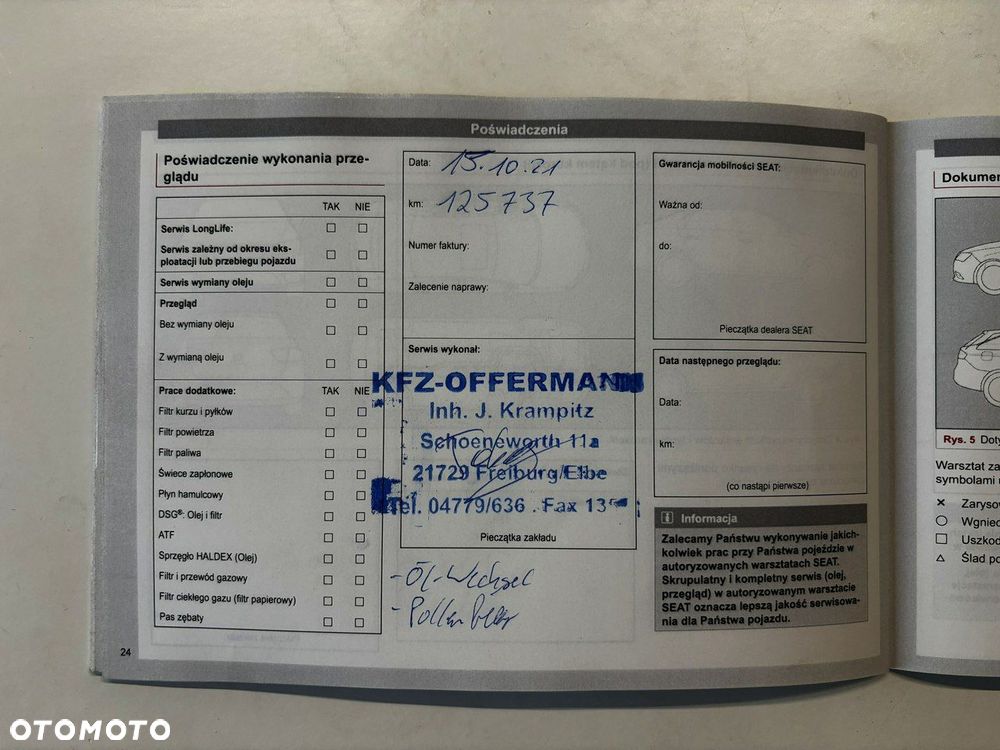 Poświadczenia
Poświadczenie wykonania prze-
glądu
TAK NIE
Serwis LongLife:
Serwis zależny od okresu eks-
ploatacji lub przebiegu pojazdu
Serwis wymiany oleju
Przegląd
Bez wymiany oleju
Z wymianą oleju
Prace dodatkowe: TAK NIE
Filtr kurzu i pyłków
Filtr powietrza
Filtr paliwa
Świece zapłonowe
Płyn hamulcowy
DSG®: Olej i filtr
ATF
Sprzęgło HALDEX (Olej)
Filtr i przewód gazowy
Filtr ciekłego gazu (filtr papierowy)
Pas zębaty
24
Data: 15.10.21
km: 125737
Numer faktury:
Zalecenie naprawy:
Serwis wykonał:
KFZ-OFFERMANN
Inh. J. Krampitz
Schoeneworth 11a
21729 Freiburg/Elbe
Tel. 04779/636 . Fax
Pieczątka zakładu
- Öl-Wechsel
- Pollen
Gwarancja mobilności SEAT:
Ważna od:
do:
Pieczątka dealera SEAT
Data następnego przeglądu:
Data:
km:
(co nastąpi pierwsze)
i Informacja
Zalecamy Państwu wykonywanie jakich-
kolwiek prac przy Państwa pojeździe w
autoryzowanych warsztatach SEAT.
Skrupulatny i kompletny serwis (olej,
przegląd) w autoryzowanym warsztacie
SEAT oznacza lepszą jakość serwisowa-
nia dla Państwa pojazdu.
Dokumen
Rys. 5 Doty
Warsztat za
symbolami u
Zarysow
Wgniec
Uszkod
Ślad po
OTOMOTO